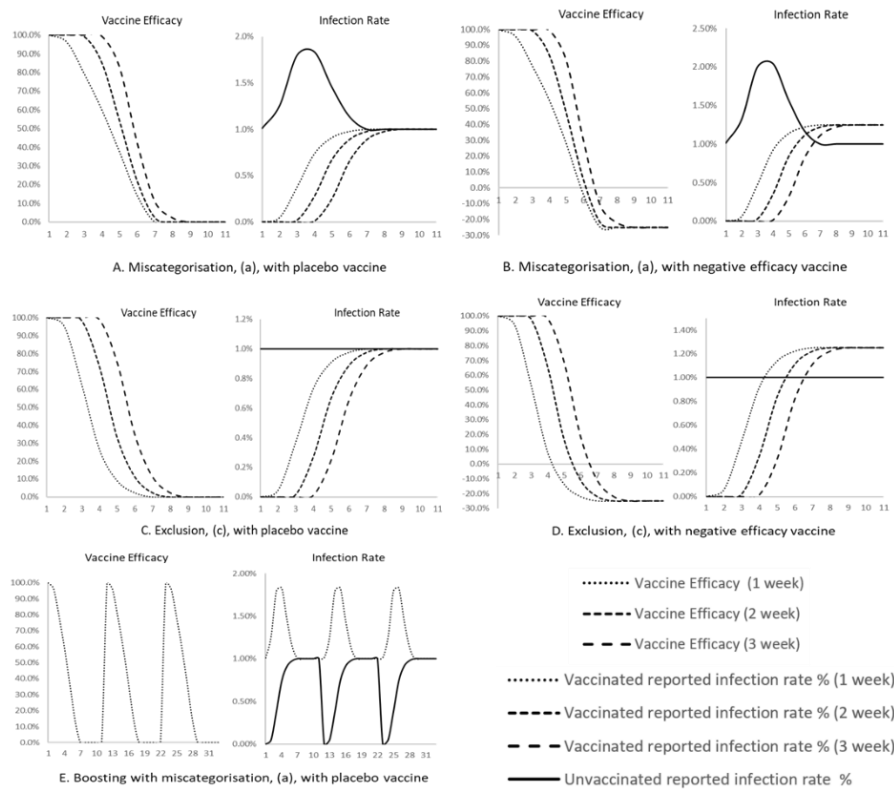 Vaccine Efficacy
100.0%
90.0%
80.0%
70.0%
60.0%
50.0%
40.0%
30.0%
20.0%
10.0%
0.0%
1 2 3 4 5 6 7 8 9 10 11
Infection Rate
2.0%
1.5%
1.0%
0.5%
0.0%
1 2 3 4 5 6 7 8 9 10 11
A. Miscategorisation, (a), with placebo vaccine
Vaccine Efficacy
100.0%
90.0%
80.0%
70.0%
60.0%
50.0%
40.0%
30.0%
20.0%
10.0%
0.0%
-10.0%
-20.0%
-30.0%
1 2 3 4 5 6 7 8 9 10 11
Infection Rate
2.50%
2.00%
1.50%
1.00%
0.50%
0.00%
1 2 3 4 5 6 7 8 9 10 11
B. Miscategorisation, (a), with negative efficacy vaccine
Vaccine Efficacy
100.0%
90.0%
80.0%
70.0%
60.0%
50.0%
40.0%
30.0%
20.0%
10.0%
0.0%
1 2 3 4 5 6 7 8 9 10 11
Infection Rate
1.2%
1.0%
0.8%
0.6%
0.4%
0.2%
0.0%
1 2 3 4 5 6 7 8 9 10 11
C. Exclusion, (c), with placebo vaccine
Vaccine Efficacy
100.0%
90.0%
80.0%
70.0%
60.0%
50.0%
40.0%
30.0%
20.0%
10.0%
0.0%
-10.0%
-20.0%
-30.0%
1 2 3 4 5 6 7 8 9 10 11
Infection Rate
1.40%
1.20%
1.00%
0.80%
0.60%
0.40%
0.20%
0.00%
1 2 3 4 5 6 7 8 9 10 11
D. Exclusion, (c), with negative efficacy vaccine
Vaccine Efficacy
100.0%
90.0%
80.0%
70.0%
60.0%
50.0%
40.0%
30.0%
20.0%
10.0%
0.0%
1 4 7 10 13 16 19 22 25 28 31
Infection Rate
2.00%
1.50%
1.00%
0.50%
0.00%
1 4 7 10 13 16 19 22 25 28 31
E. Boosting with miscategorisation, (a), with placebo vaccine
Vaccine Efficacy (1 week)
Vaccine Efficacy (2 week)
Vaccine Efficacy (3 week)
Vaccinated reported infection rate % (1 week)
Vaccinated reported infection rate % (2 week)
Vaccinated reported infection rate % (3 week)
Unvaccinated reported infection rate %